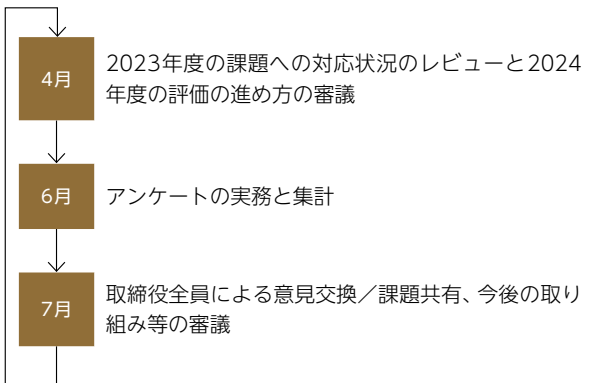 4月
2023年度の課題への対応状況のレビューと2024
年度の評価の進め方の審議
6月
アンケートの実務と集計
7月
取締役全員による意見交換／課題共有、今後の取り
組み等の審議